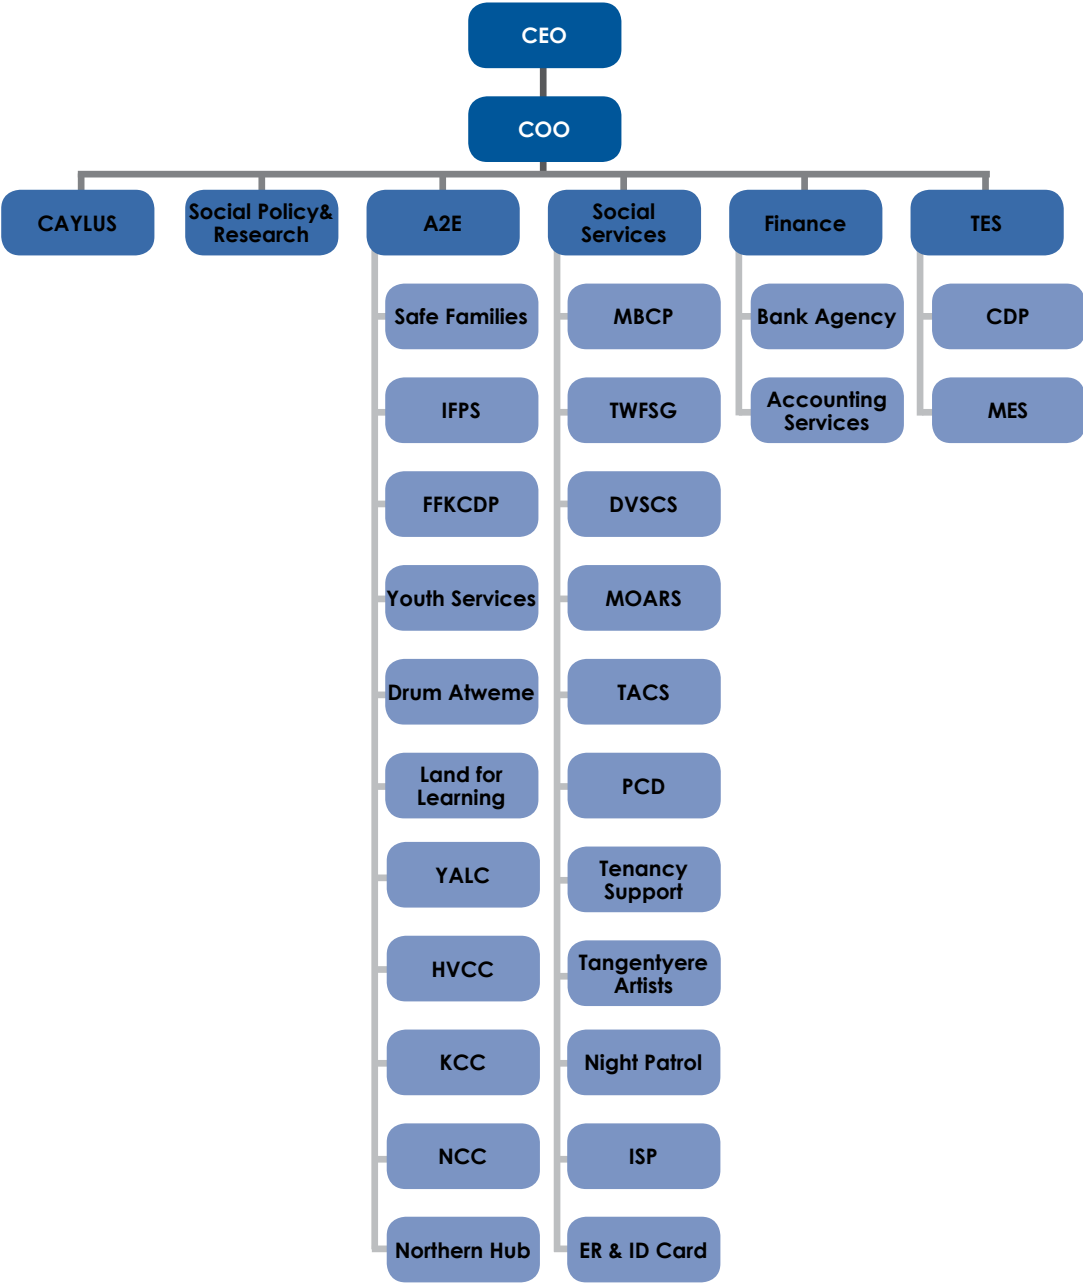 CEO
COO
CAYLUS
Social Policy&
Research
A2E
Social
Services
Finance
TES
Safe Families
IFPS
FFKCDP
Youth Services
Drum Atweme
Land for
Learning
YALC
HVCC
KCC
NCC
Northern Hub
MBCP
TWFSG
DVSCS
MOARS
TACS
PCD
Tenancy
Support
Tangentyere
Artists
Night Patrol
ISP
ER & ID Card
Bank Agency
Accounting
Services
CDP
MES